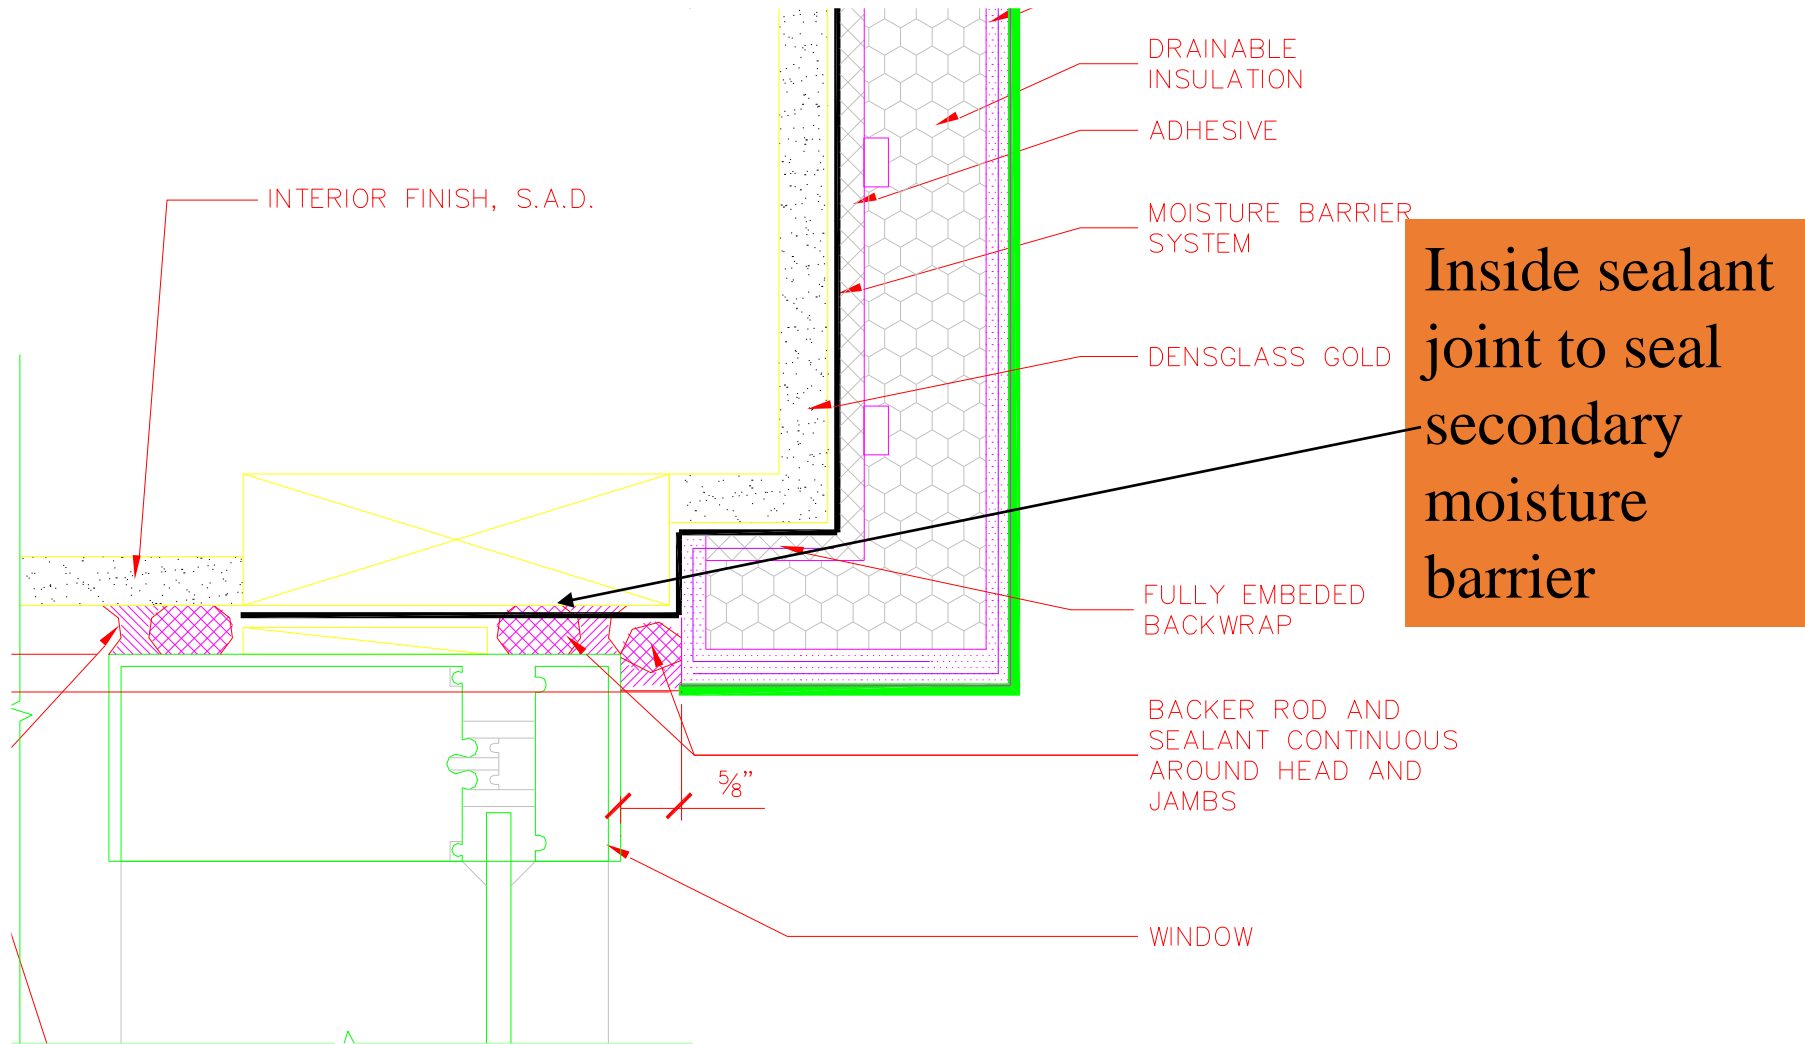 DRAINABLE
INSULATION
ADHESIVE
INTERIOR FINISH, S.A.D.
MOISTURE BARRIER
SYSTEM
Inside sealant
joint to seal
secondary
moisture
barrier
DENSGLASS GOLD
FULLY EMBEDED
BACKWRAP
BACKER ROD AND
SEALANT CONTINUOUS
AROUND HEAD AND
JAMBS
5/8"
WINDOW